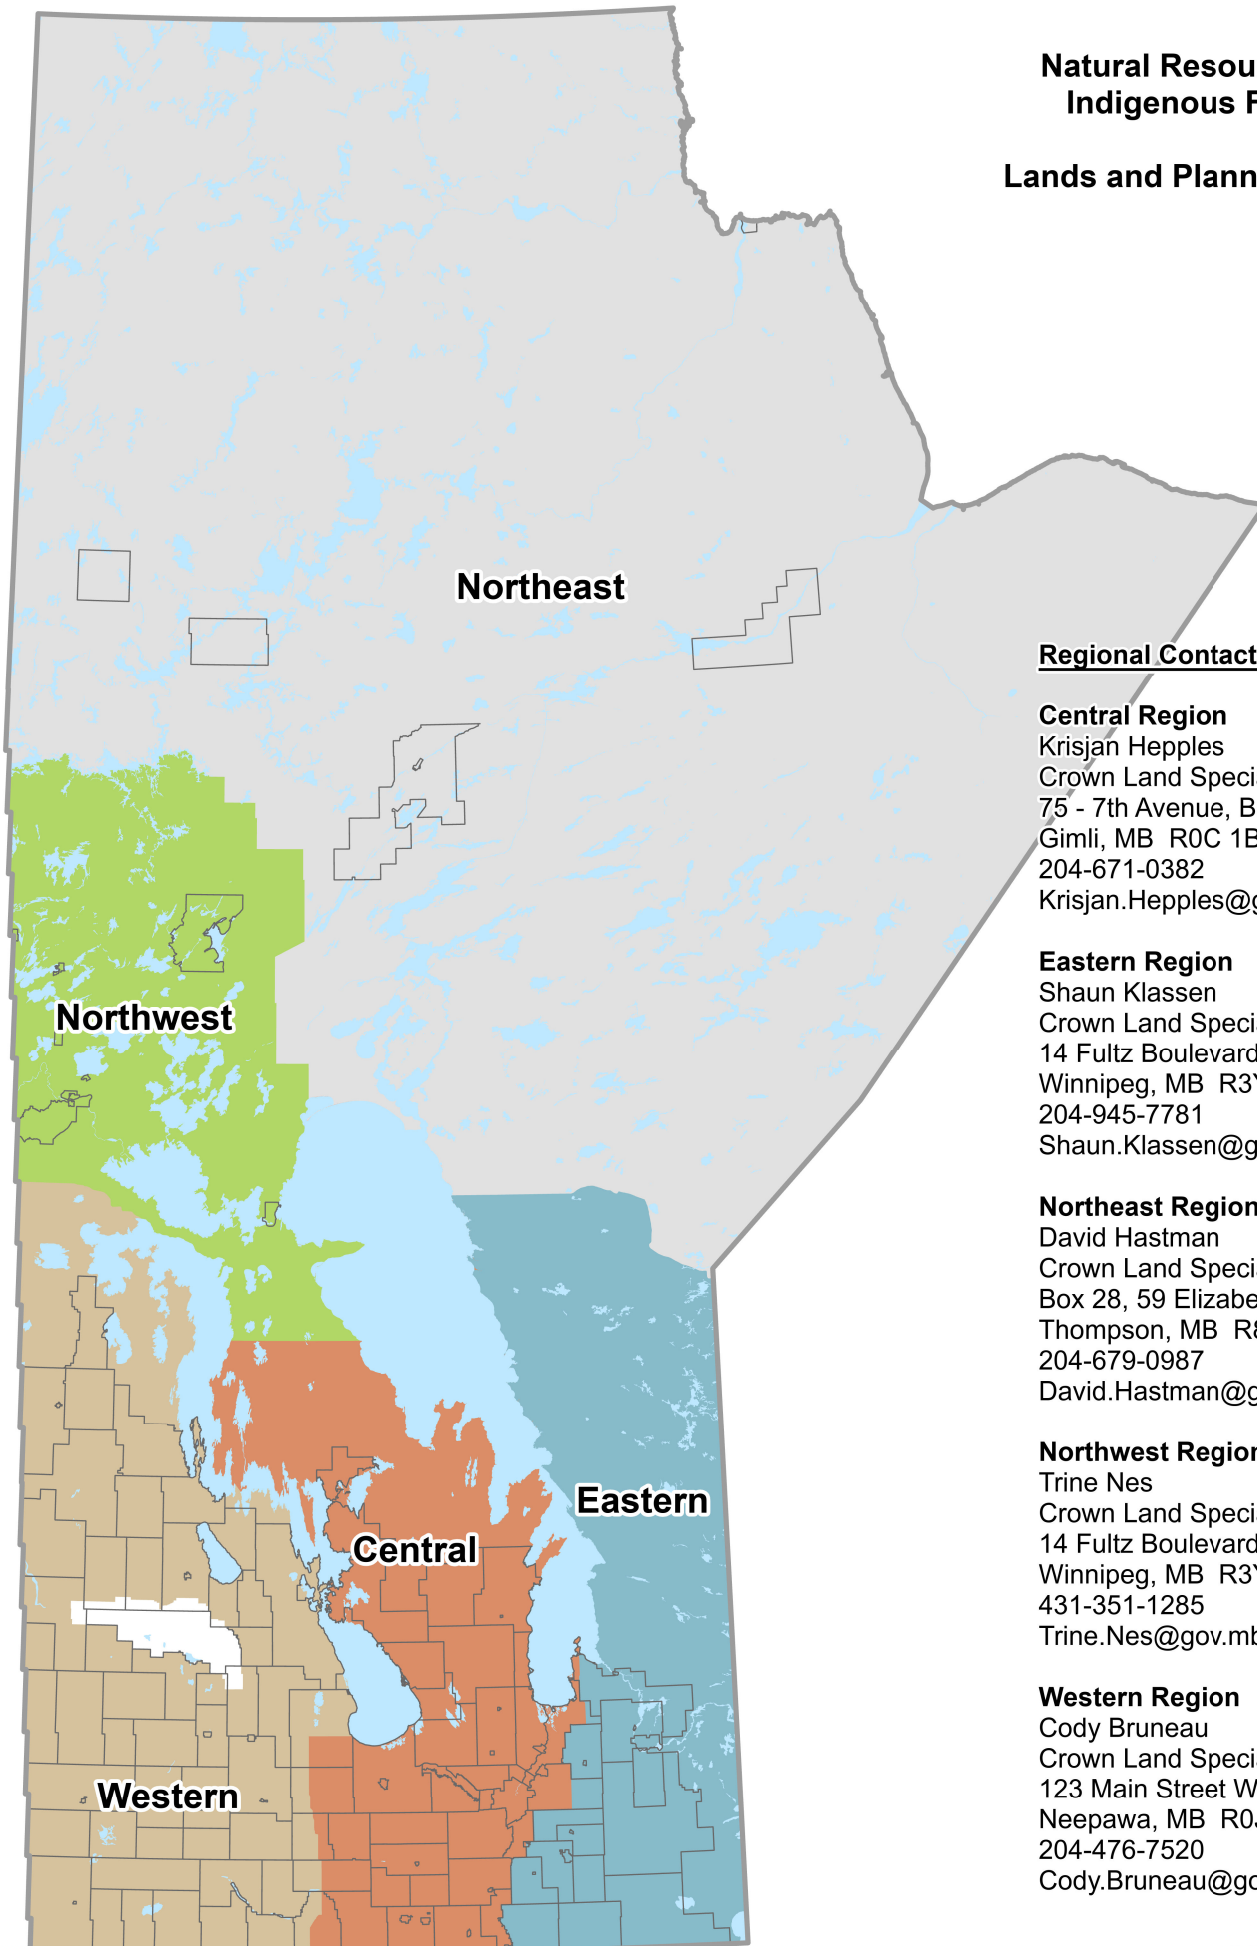 Natural Resou
Indigenous F
Lands and Plann
Northeast
Northwest
Eastern
Central
Western
Regional Contact
Central Region
Krisjan Hepples
Crown Land Specia
75 - 7th Avenue, B
Gimli, MB R0C 1B
204-671-0382
Krisjan.Hepples@g
Eastern Region
Shaun Klassen
Crown Land Specia
14 Fultz Boulevard
Winnipeg, MB R3Y
204-945-7781
Shaun.Klassen@g
Northeast Region
David Hastman
Crown Land Specia
Box 28, 59 Elizabe
Thompson, MB R8
204-679-0987
David.Hastman@g
Northwest Region
Trine Nes
Crown Land Specia
14 Fultz Boulevard
Winnipeg, MB R3Y
431-351-1285
Trine.Nes@gov.mb
Western Region
Cody Bruneau
Crown Land Specia
123 Main Street W
Neepawa, MB R0J
204-476-7520
Cody.Bruneau@go